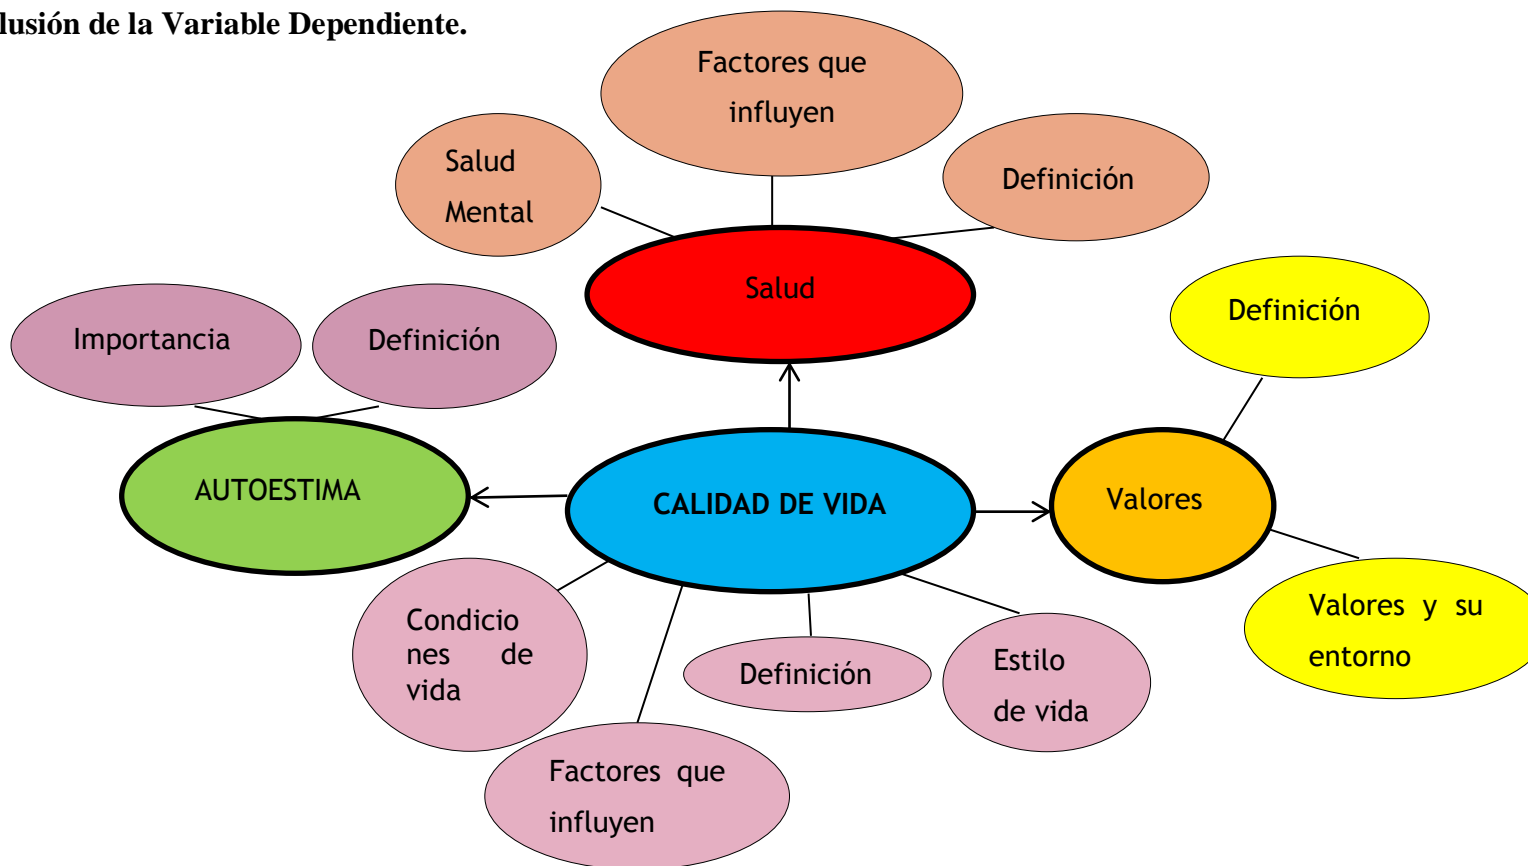 lusión de la Variable Dependiente.
Factores que
influyen
Salud
Mental
Definición
Salud
Importancia
Definición
Definición
AUTOESTIMA
CALIDAD DE VIDA
Valores
Condicio
nes de
vida
Definición
Estilo
de vida
Valores y su
entorno
Factores que
influyen